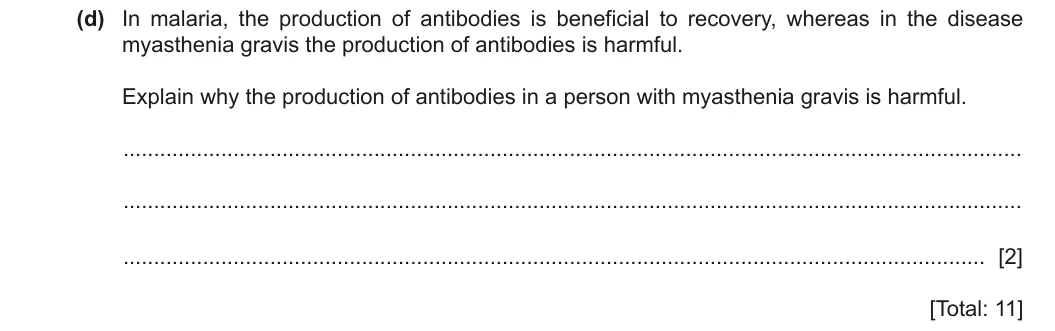 (d) In malaria, the production of antibodies is beneficial to recovery, whereas in the disease
myasthenia gravis the production of antibodies is harmful.
Explain why the production of antibodies in a person with myasthenia gravis is harmful.
..........................................................................................................................................................
..........................................................................................................................................................
.................................................................................................................................................... [2]
[Total: 11]